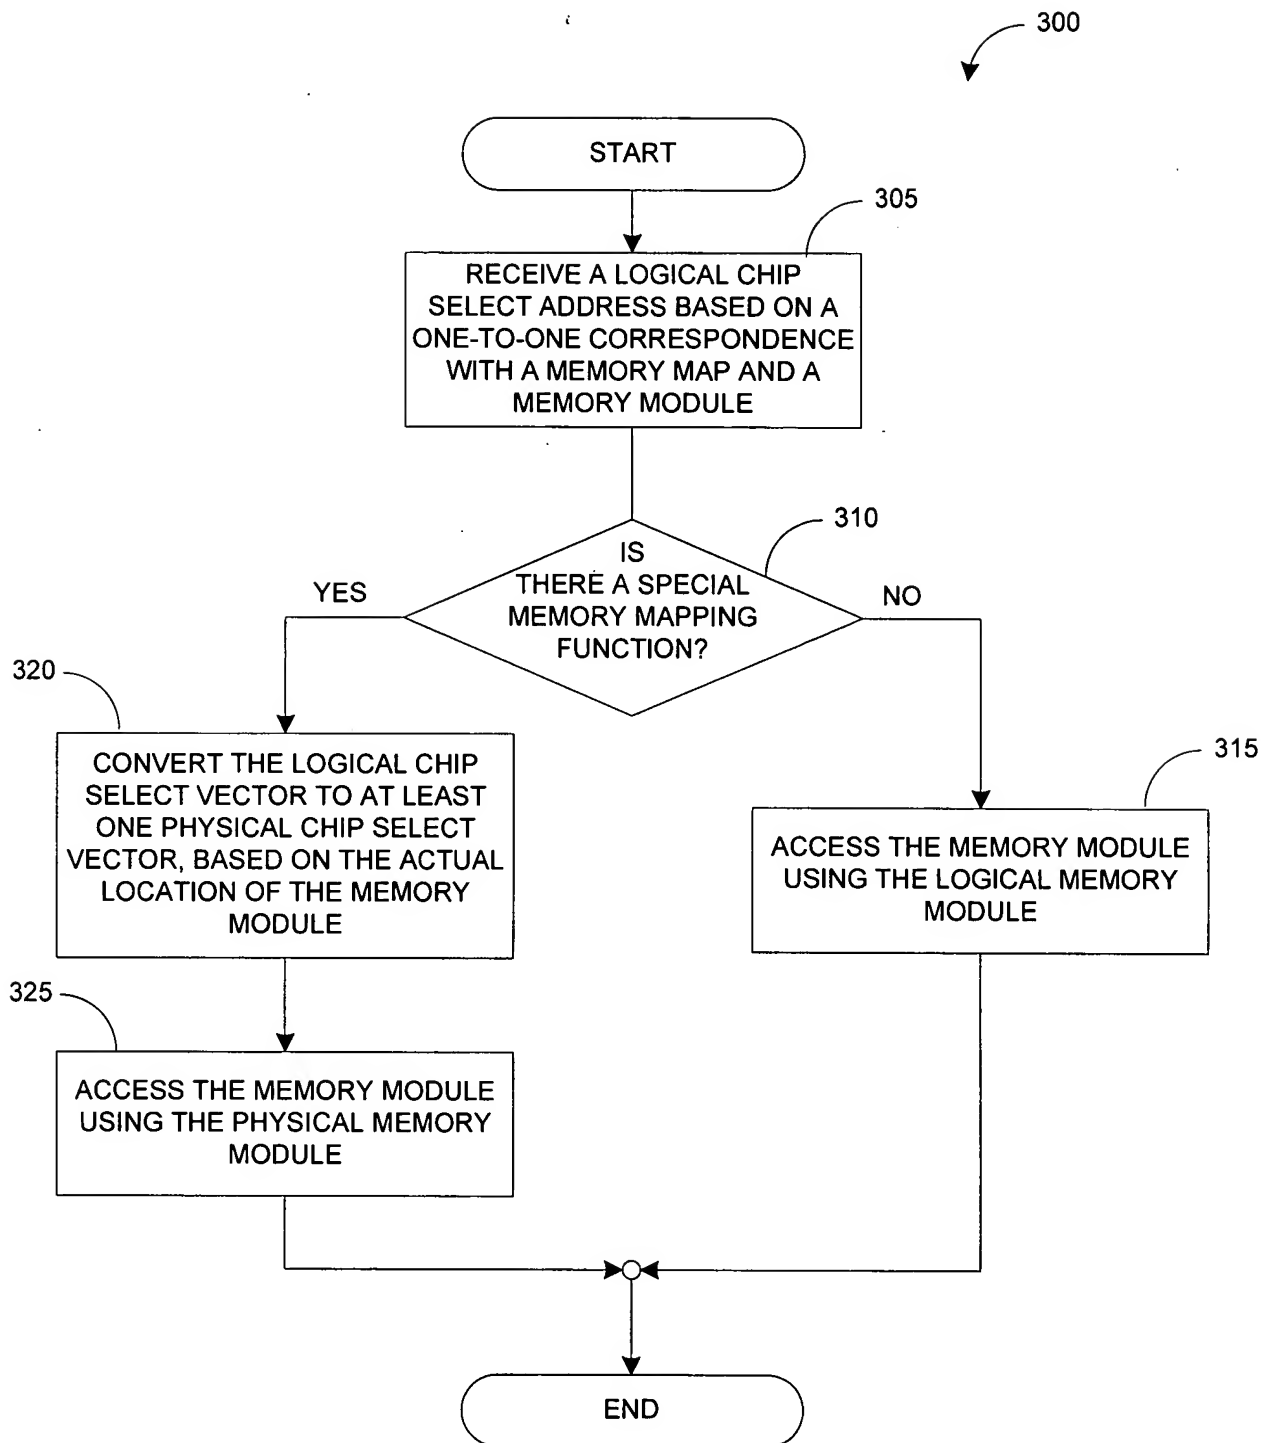 300
START
305
RECEIVE A LOGICAL CHIP
SELECT ADDRESS BASED ON A
ONE-TO-ONE CORRESPONDENCE
WITH A MEMORY MAP AND A
MEMORY MODULE
310
IS
THERE A SPECIAL
MEMORY MAPPING
FUNCTION?
YES
NO
320
CONVERT THE LOGICAL CHIP
SELECT VECTOR TO AT LEAST
ONE PHYSICAL CHIP SELECT
VECTOR, BASED ON THE ACTUAL
LOCATION OF THE MEMORY
MODULE
315
ACCESS THE MEMORY MODULE
USING THE LOGICAL MEMORY
MODULE
325
ACCESS THE MEMORY MODULE
USING THE PHYSICAL MEMORY
MODULE
END